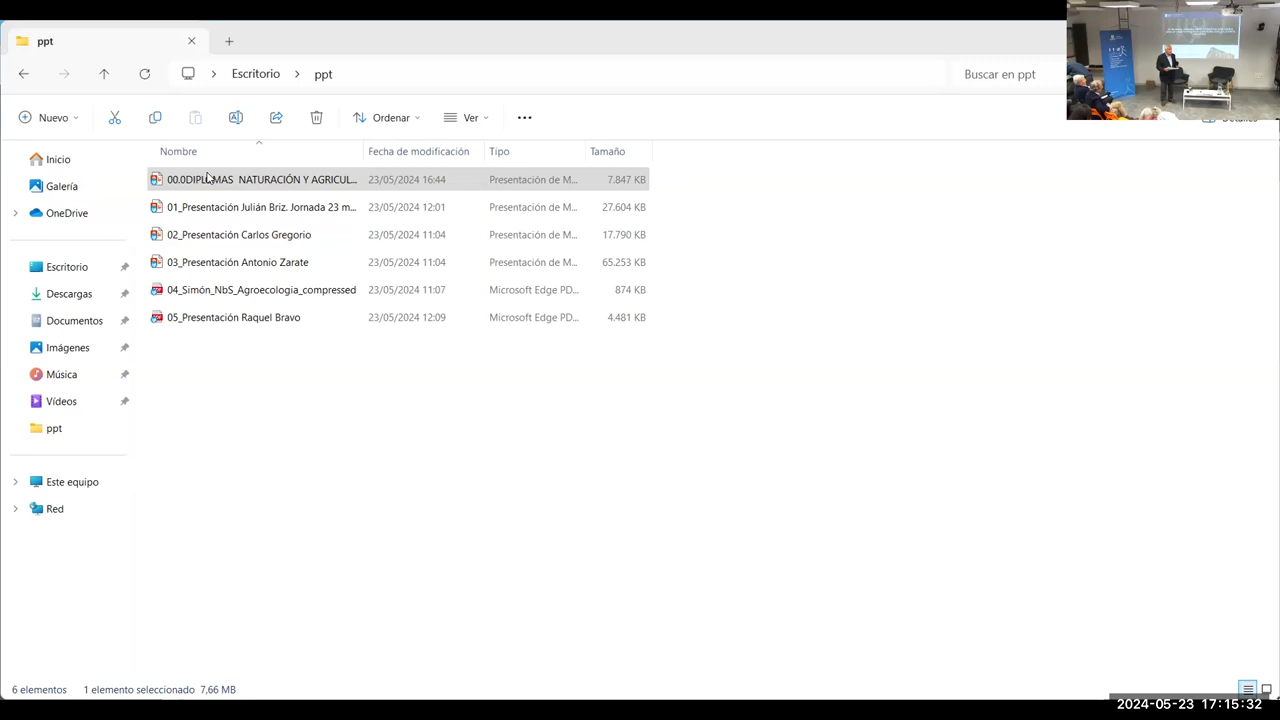 ppt
Escritorio
ppt
Buscar en ppt
Nuevo
Ordenar
Ver
Nombre
Fecha de modificación
Tipo
Tamaño
Inicio
Galería
OneDrive
Escritorio
Descargas
Documentos
Imágenes
Música
Vídeos
ppt
Este equipo
Red
00.0DIPLOMAS NATURACIÓN Y AGRICUL... 23/05/2024 16:44 Presentación de M... 7.847 KB
01_Presentación Julián Briz. Jornada 23 m... 23/05/2024 12:01 Presentación de M... 27.604 KB
02_Presentación Carlos Gregorio 23/05/2024 11:04 Presentación de M... 17.790 KB
03_Presentación Antonio Zarate 23/05/2024 11:04 Presentación de M... 65.253 KB
04_Simón_NbS_Agroecologia_compressed 23/05/2024 11:07 Microsoft Edge PD... 874 KB
05_Presentación Raquel Bravo 23/05/2024 12:09 Microsoft Edge PD... 4.481 KB
6 elementos 1 elemento seleccionado 7,66 MB
2024-05-23 17:15:32